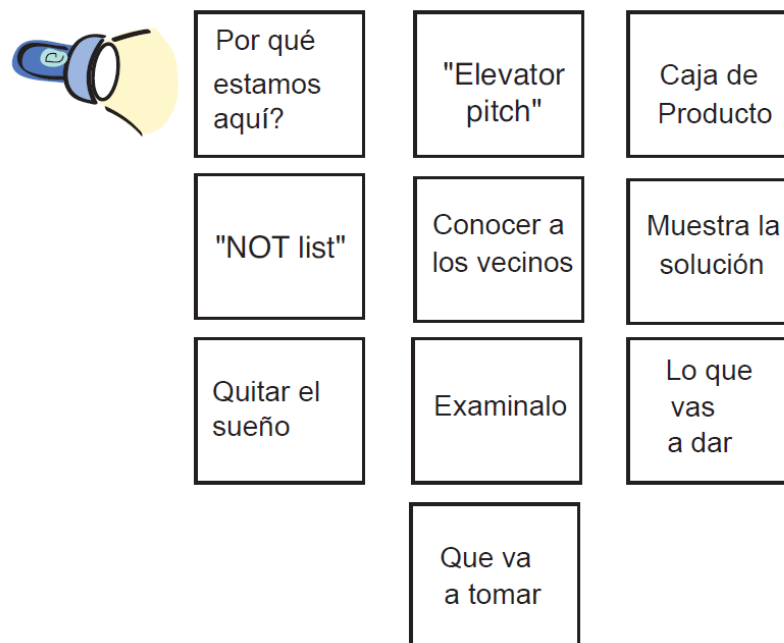 Por qué
estamos
aquí?
"Elevator
pitch"
Caja de
Producto
"NOT list"
Conocer a
los vecinos
Muestra la
solución
Quitar el
sueño
Examinalo
Lo que
vas
a dar
Que va
a tomar